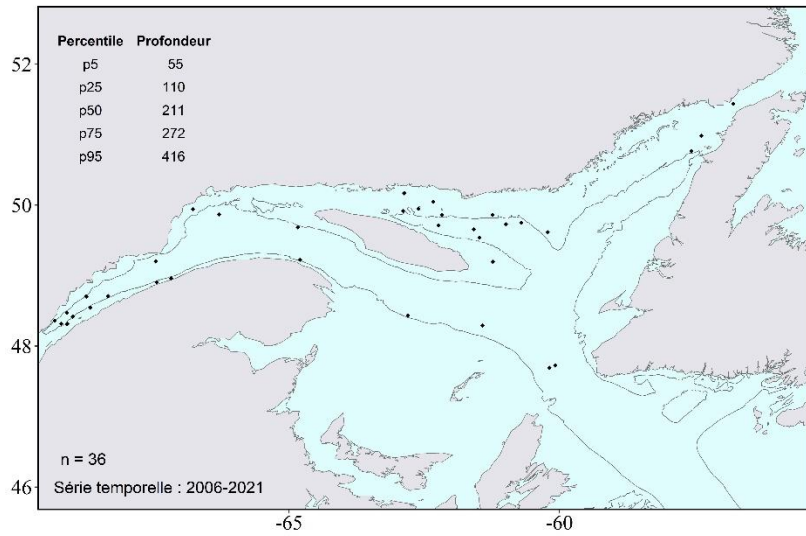 Percentile Profondeur
p5 55
p25 110
p50 211
p75 272
p95 416
52
50
48
46
n = 36
Série temporelle : 2006-2021
-65 -60